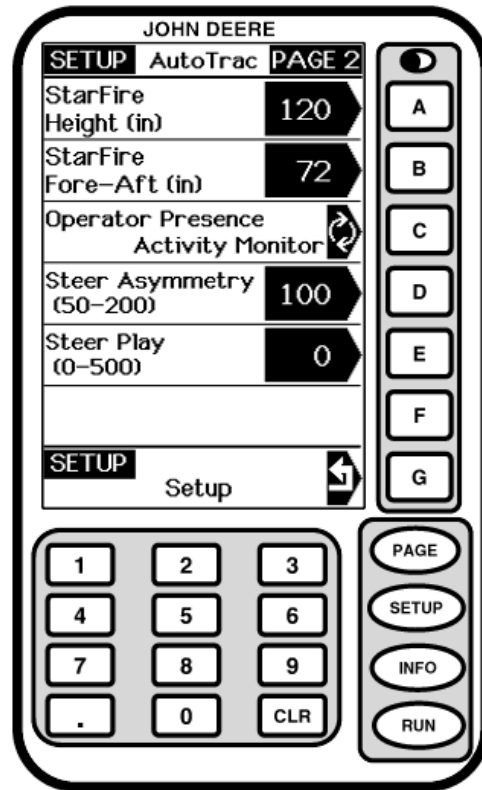 JOHN DEERE
SETUP AutoTrac PAGE 2
StarFire
Height (in) 120
StarFire
Fore-Aft (in) 72
Operator Presence
Activity Monitor
Steer Asymmetry
(50-200) 100
Steer Play
(0-500) 0
SETUP
Setup
A
B
C
D
E
F
G
PAGE
SETUP
INFO
RUN
1 2 3
4 5 6
7 8 9
. 0 CLR